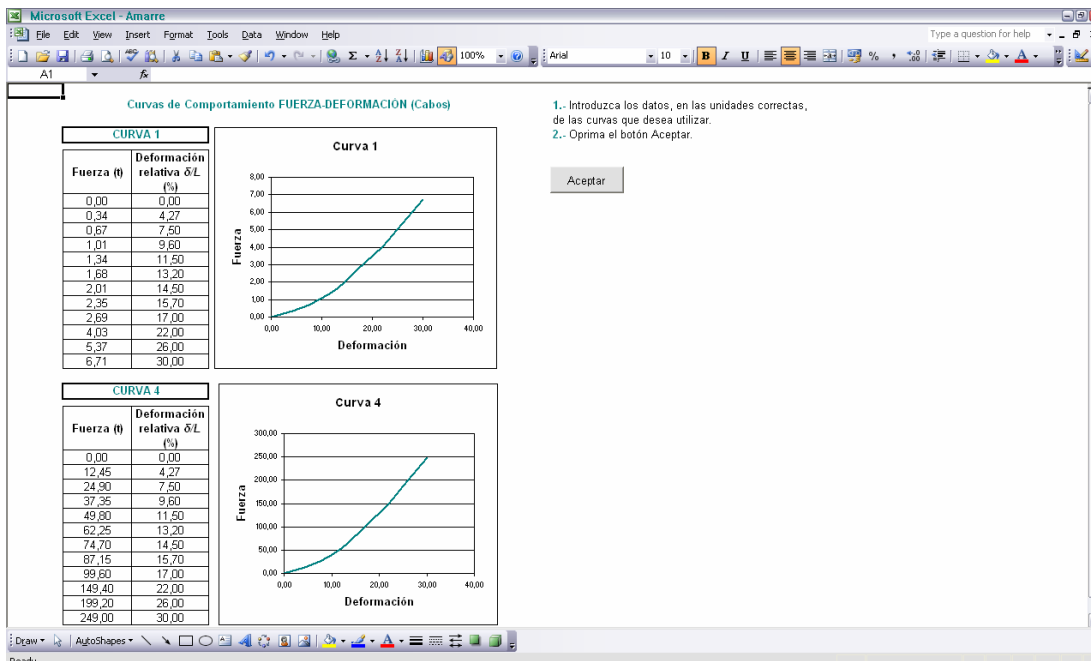 Microsoft Excel - Amarre
File Edit View Insert Format Tools Data Window Help
Type a question for help
100%
Arial
10
B I U
A1
fx
Curvas de Comportamiento FUERZA-DEFORMACIÓN (Cabos)
1.- Introduzca los datos, en las unidades correctas,
de las curvas que desea utilizar.
2.- Oprima el botón Aceptar.
Aceptar
CURVA 1
Fuerza (t) Deformación relativa δ/L (%)
0,00 0,00
0,34 4,27
0,67 7,50
1,01 9,60
1,34 11,50
1,68 13,20
2,01 14,50
2,35 15,70
2,69 17,00
4,03 22,00
5,37 26,00
6,71 30,00
Curva 1
Fuerza
8,00
7,00
6,00
5,00
4,00
3,00
2,00
1,00
0,00
0,00 10,00 20,00 30,00 40,00
Deformación
CURVA 4
Fuerza (t) Deformación relativa δ/L (%)
0,00 0,00
12,45 4,27
24,90 7,50
37,35 9,60
49,80 11,50
62,25 13,20
74,70 14,50
87,15 15,70
99,60 17,00
149,40 22,00
199,20 26,00
249,00 30,00
Curva 4
Fuerza
300,00
250,00
200,00
150,00
100,00
50,00
0,00
0,00 10,00 20,00 30,00 40,00
Deformación
Draw AutoShapes
Ready